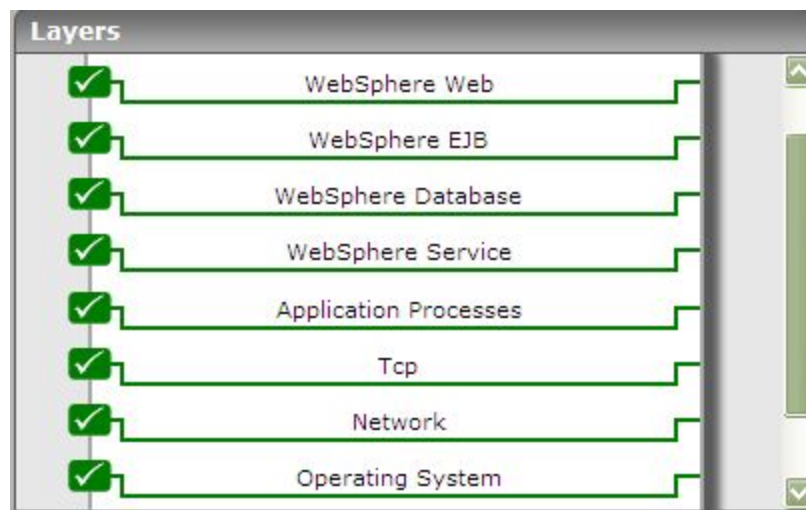 Layers
WebSphere Web
WebSphere EJB
WebSphere Database
WebSphere Service
Application Processes
Tcp
Network
Operating System